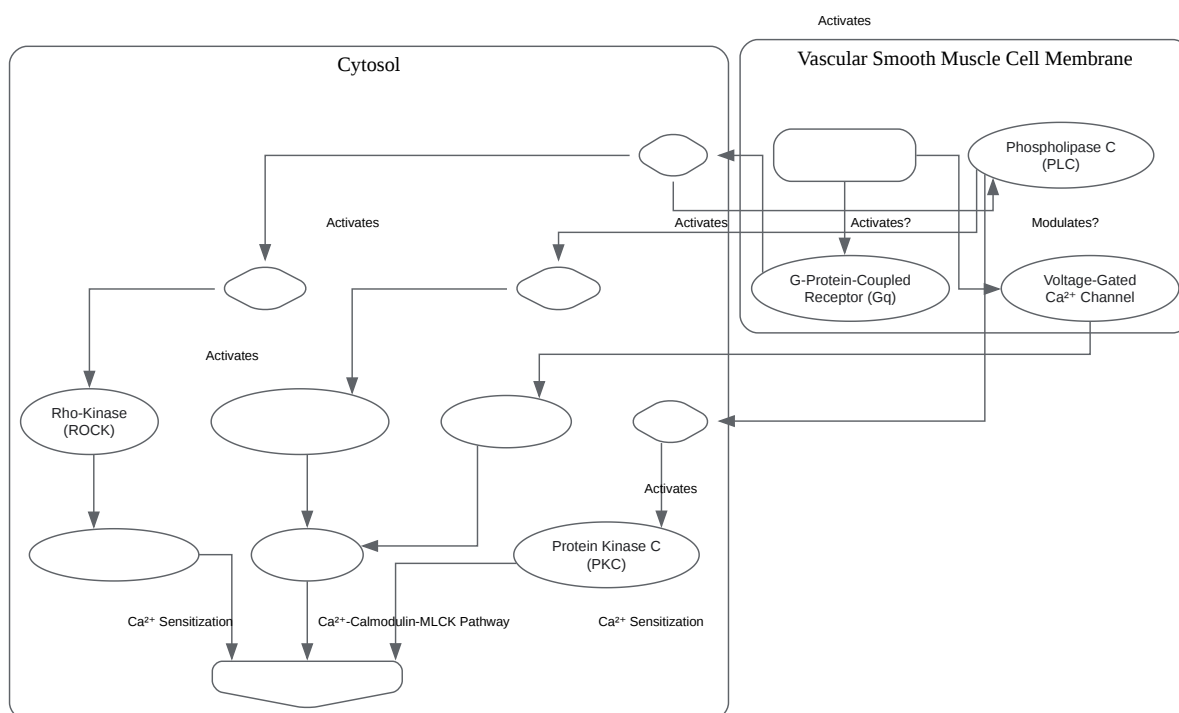 Activates
Cytosol
Vascular Smooth Muscle Cell Membrane
Phospholipase C
(PLC)
Activates
Activates
Activates?
Modulates?
G-Protein-Coupled
Receptor (Gq)
Voltage-Gated
Ca²⁺ Channel
Activates
Rho-Kinase
(ROCK)
Activates
Protein Kinase C
(PKC)
Ca²⁺ Sensitization
Ca²⁺-Calmodulin-MLCK Pathway
Ca²⁺ Sensitization